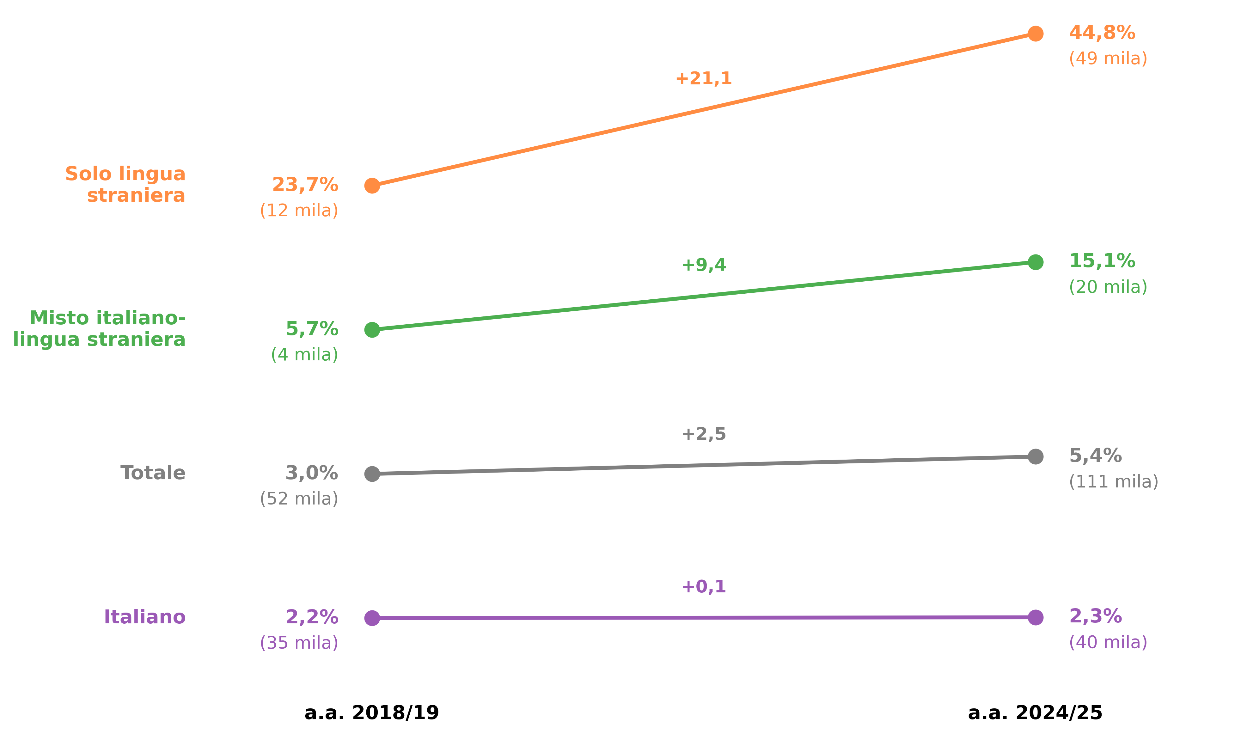 44,8%
(49 mila)
+21,1
Solo lingua
straniera
23,7%
(12 mila)
+9,4
15,1%
(20 mila)
Misto italiano-
lingua straniera
5,7%
(4 mila)
+2,5
5,4%
(111 mila)
Totale
3,0%
(52 mila)
+0,1
Italiano
2,2%
(35 mila)
2,3%
(40 mila)
a.a. 2018/19
a.a. 2024/25